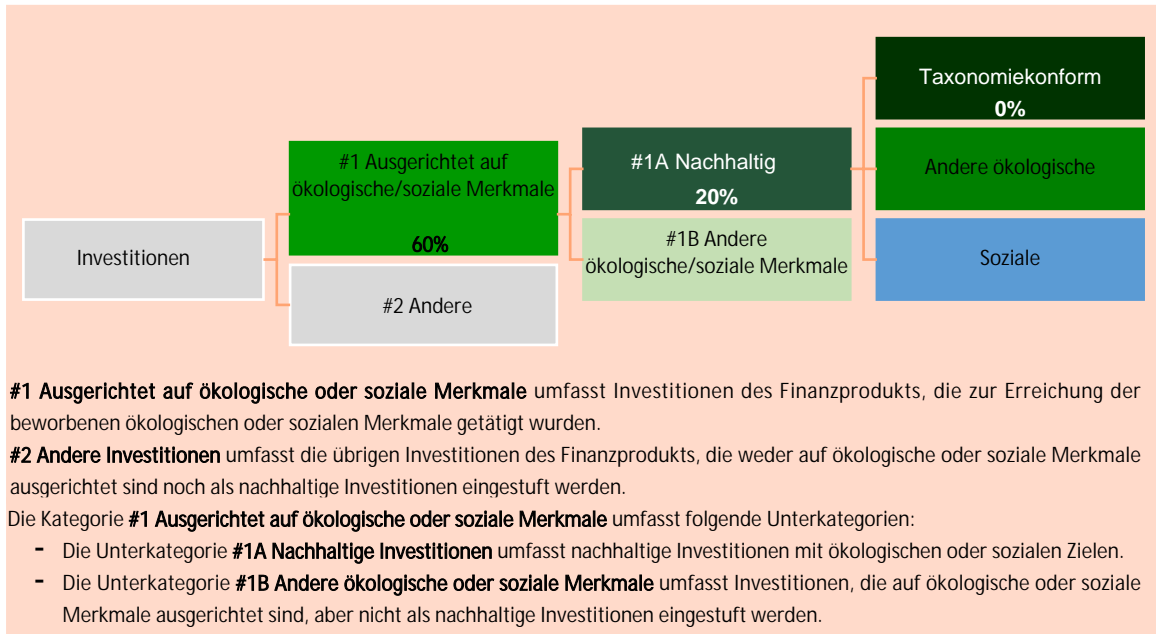 Taxonomiekonform
0%
#1 Ausgerichtet auf
ökologische/soziale Merkmale
60%
#1A Nachhaltig
20%
Andere ökologische
Investitionen
#1B Andere
ökologische/soziale Merkmale
Soziale
#2 Andere
#1 Ausgerichtet auf ökologische oder soziale Merkmale umfasst Investitionen des Finanzprodukts, die zur Erreichung der
beworbenen ökologischen oder sozialen Merkmale getätigt wurden.
#2 Andere Investitionen umfasst die übrigen Investitionen des Finanzprodukts, die weder auf ökologische oder soziale Merkmale
ausgerichtet sind noch als nachhaltige Investitionen eingestuft werden.
Die Kategorie #1 Ausgerichtet auf ökologische oder soziale Merkmale umfasst folgende Unterkategorien:
- Die Unterkategorie #1A Nachhaltige Investitionen umfasst nachhaltige Investitionen mit ökologischen oder sozialen Zielen.
- Die Unterkategorie #1B Andere ökologische oder soziale Merkmale umfasst Investitionen, die auf ökologische oder soziale
Merkmale ausgerichtet sind, aber nicht als nachhaltige Investitionen eingestuft werden.